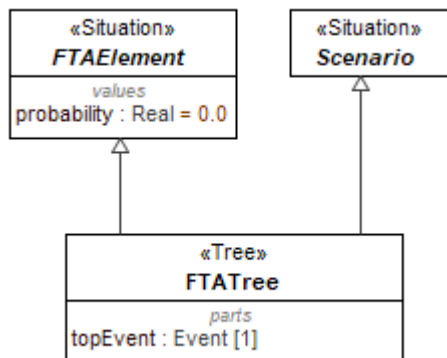 «Situation»
FTAElement
values
probability : Real = 0.0
«Situation»
Scenario
«Tree»
FTATree
parts
topEvent : Event [1]